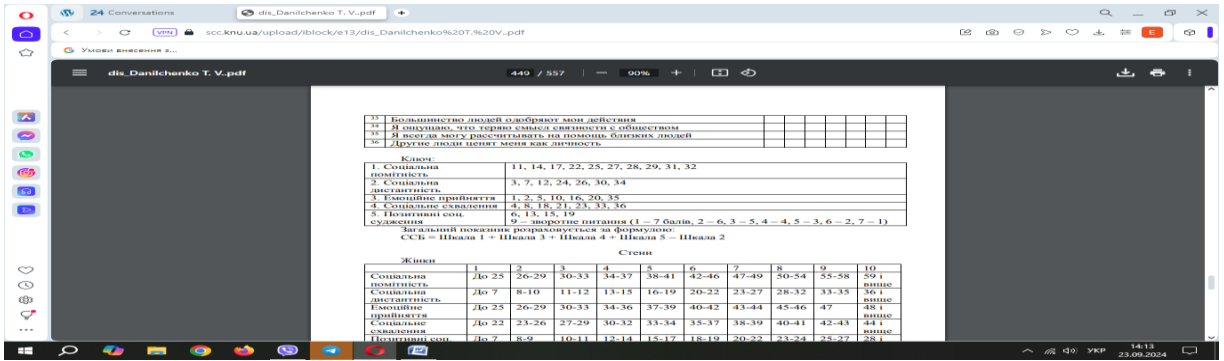 24 Conversations
dis_Danilchenko T. V..pdf
VPN
scc.knu.ua/upload/iblock/e13/dis_Danilchenko%20T.%20V..pdf
E
Умови внесення з...
dis_Danilchenko T. V..pdf
449 / 557
90%
33 Большинство людей одобряют мои действия
34 Я ощущаю, что теряю смысл связности с обществом
35 Я всегда могу рассчитывать на помощь близких людей
36 Другие люди ценят меня как личность
Ключ:
1. Соціальна помітність 11, 14, 17, 22, 25, 27, 28, 29, 31, 32
2. Соціальна дистантність 3, 7, 12, 24, 26, 30, 34
3. Емоційне прийняття 1, 2, 5, 10, 16, 20, 35
4. Соціальне схвалення 4, 8, 18, 21, 23, 33, 36
5. Позитивні соц. судження 6, 13, 15, 19
9 – зворотне питання (1 – 7 балів, 2 – 6, 3 – 5, 4 – 4, 5 – 3, 6 – 2, 7 – 1)
Загальний показник розраховується за формулою:
ССБ = Шкала 1 + Шкала 3 + Шкала 4 + Шкала 5 – Шкала 2
Стени
Жінки
1 2 3 4 5 6 7 8 9 10
Соціальна помітність До 25 26-29 30-33 34-37 38-41 42-46 47-49 50-54 55-58 59 і вище
Соціальна дистантність До 7 8-10 11-12 13-15 16-19 20-22 23-27 28-32 33-35 36 і вище
Емоційне прийняття До 25 26-29 30-33 34-36 37-39 40-42 43-44 45-46 47 48 і вище
Соціальне схвалення До 22 23-26 27-29 30-32 33-34 35-37 38-39 40-41 42-43 44 і вище
Позитивні соц. До 7 8-9 10-11 12-14 15-17 18-19 20-22 23-24 25-27 28 і
УКР
14:13
23.09.2024